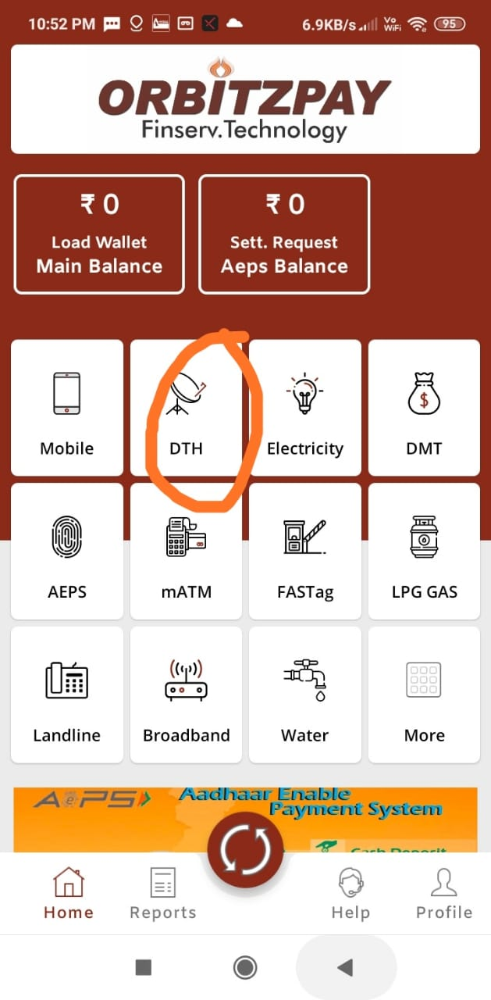 10:52 PM 6.9KB/s Vo WiFi 95
ORBITZPAY
Finserv.Technology
₹ 0 ₹ 0
Load Wallet Sett. Request
Main Balance Aeps Balance
$
Mobile DTH Electricity DMT
AEPS mATM FASTag LPG GAS
Landline Broadband Water More
AePS Aadhaar Enable
Payment System
Cash Deposit
Home Reports Help Profile